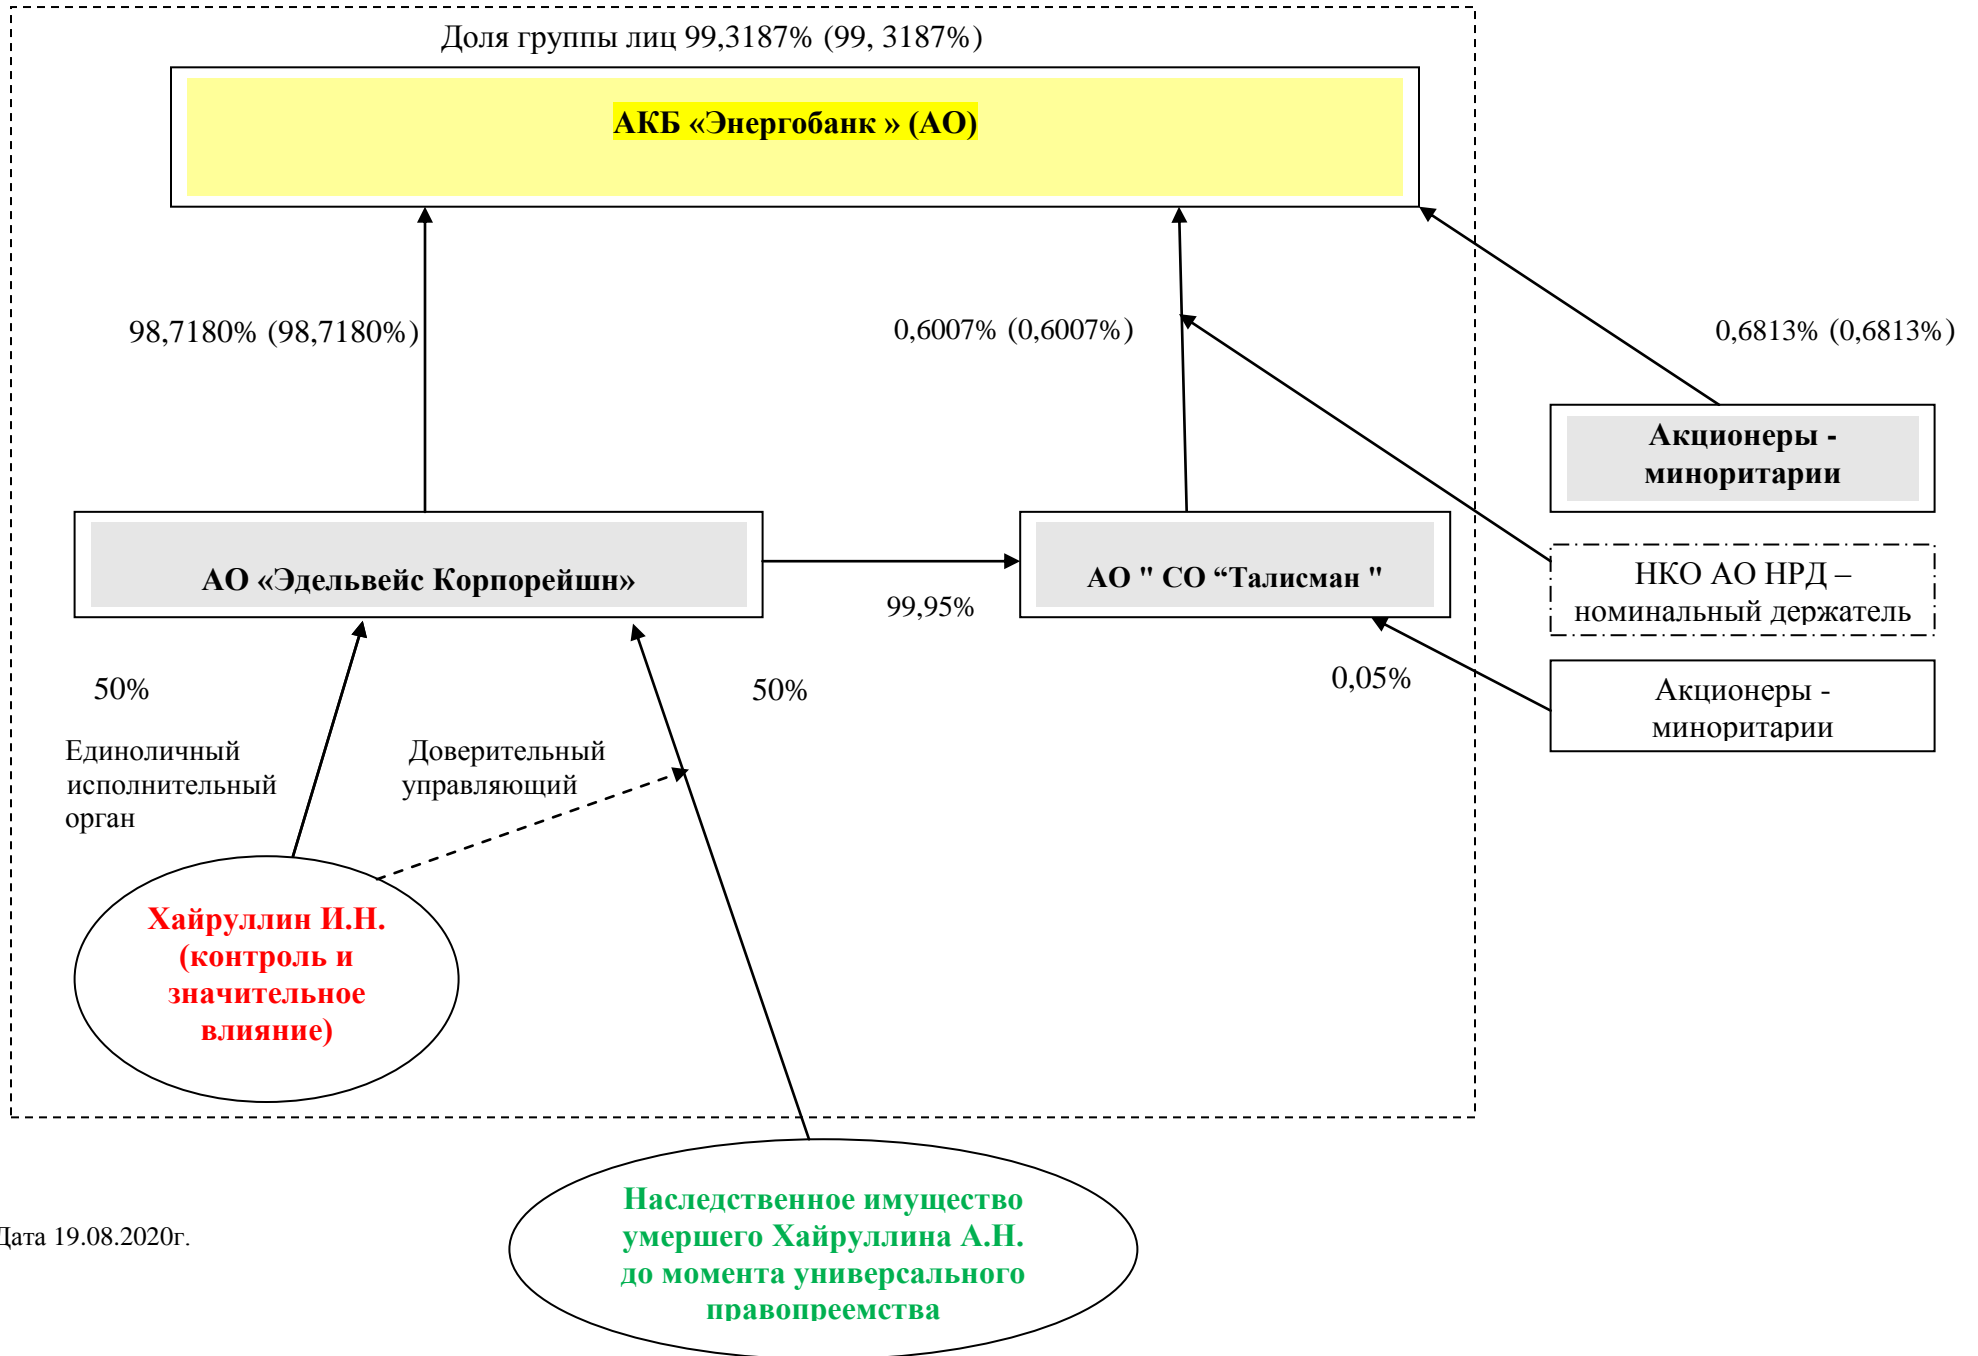 Доля группы лиц 99,3187% (99, 3187%)
АКБ «Энергобанк » (АО)
98,7180% (98,7180%)
0,6007% (0,6007%)
0,6813% (0,6813%)
Акционеры -
миноритарии
АО «Эдельвейс Корпорейшн»
99,95%
АО " СО “Талисман "
НКО АО НРД –
номинальный держатель
50%
50%
0,05%
Акционеры -
миноритарии
Единоличный
исполнительный
орган
Доверительный
управляющий
Хайруллин И.Н.
(контроль и
значительное
влияние)
Наследственное имущество
умершего Хайруллина А.Н.
до момента универсального
правопреемства
Дата 19.08.2020г.